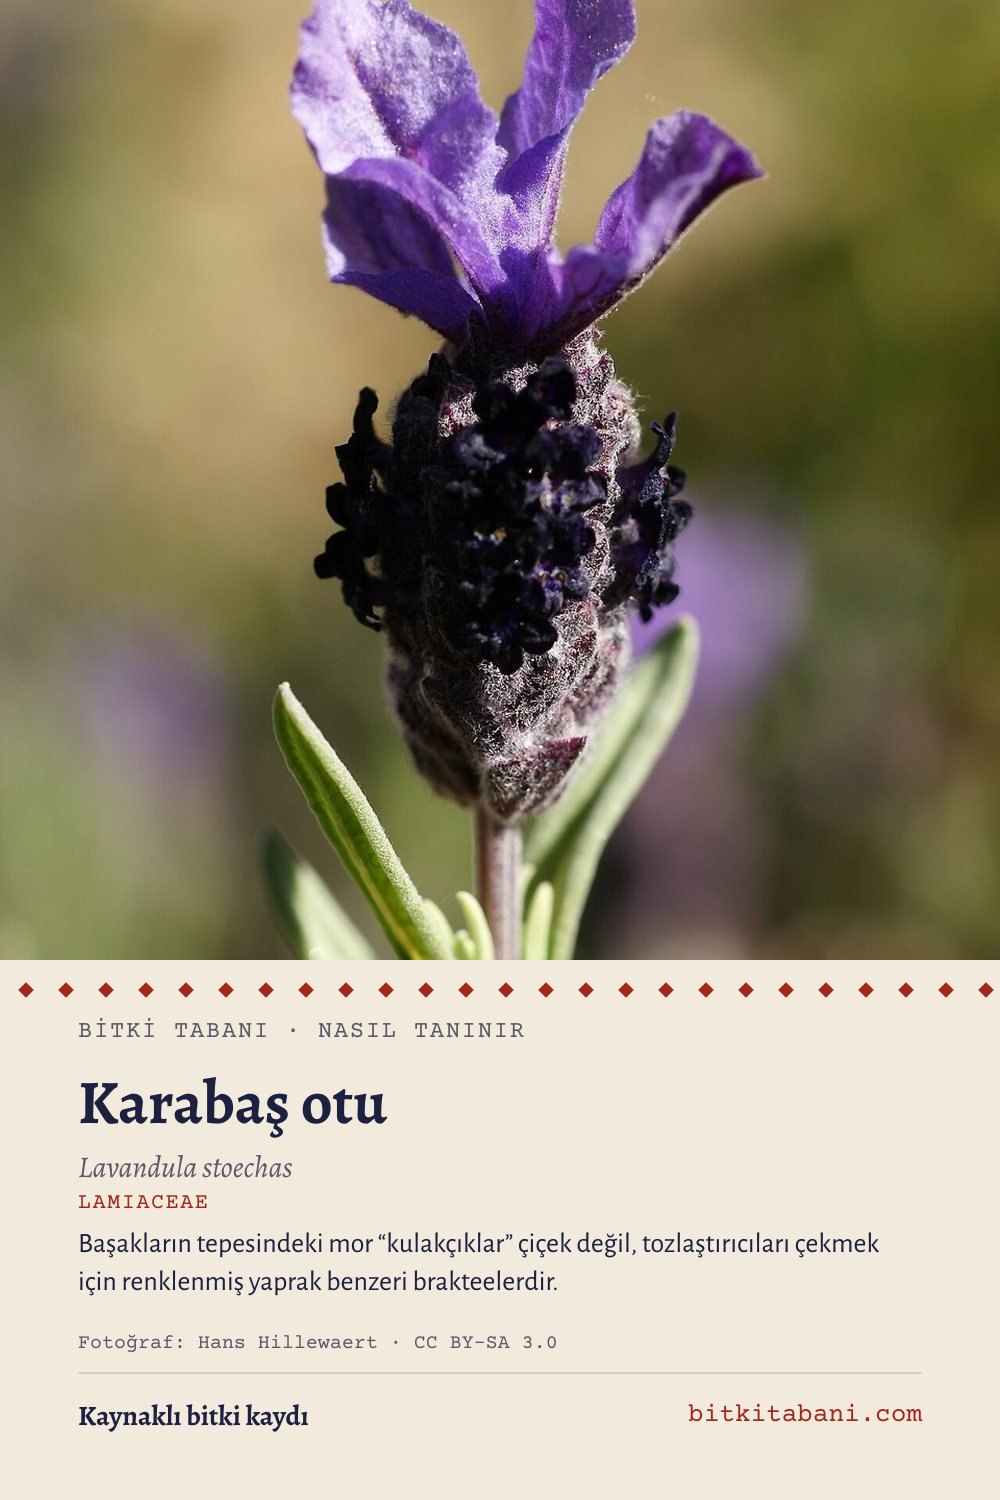 BİTKİ TABANI · NASIL TANINIR
Karabaş otu
Lavandula stoechas
LAMIACEAE
Başakların tepesindeki mor “kulakçıklar” çiçek değil, tozlaştırıcıları çekmek
için renklenmiş yaprak benzeri brakteelerdir.
Fotoğraf: Hans Hillewaert · CC BY-SA 3.0
Kaynaklı bitki kaydı
bitkitabani.com